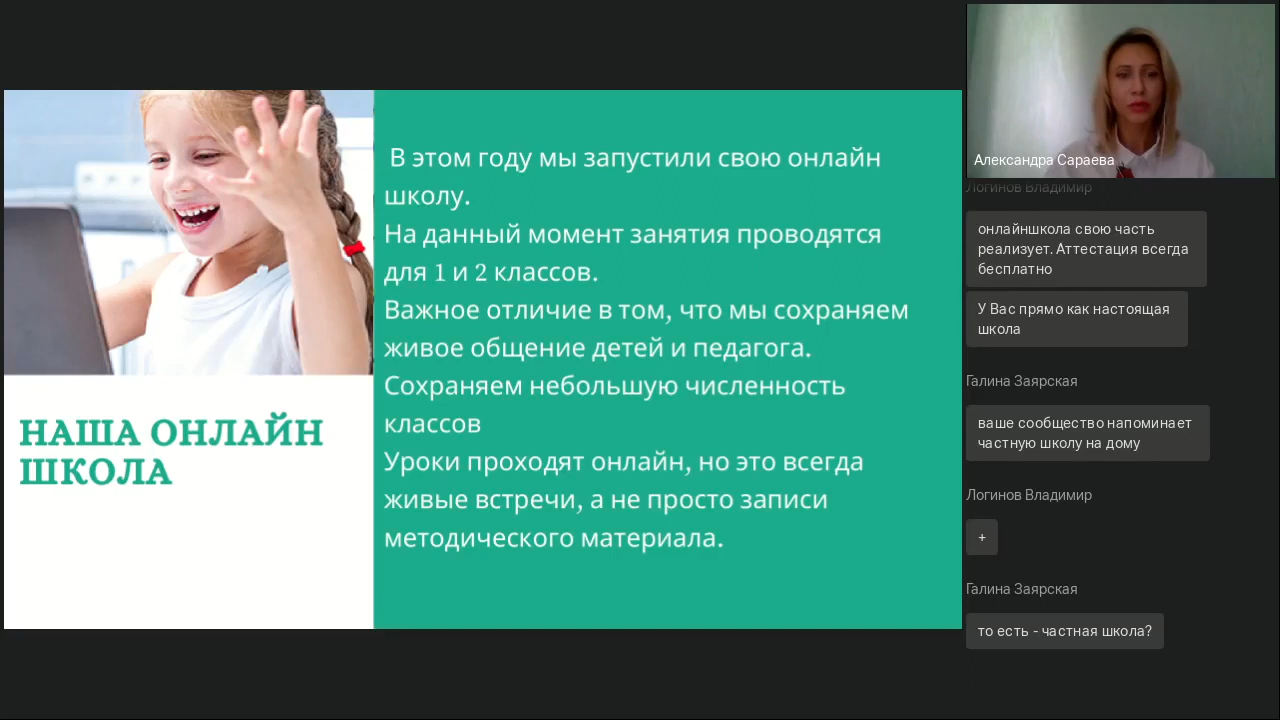 НАША ОНЛАЙН
ШКОЛА
В этом году мы запустили свою онлайн
школу.
На данный момент занятия проводятся
для 1 и 2 классов.
Важное отличие в том, что мы сохраняем
живое общение детей и педагога.
Сохраняем небольшую численность
классов
Уроки проходят онлайн, но это всегда
живые встречи, а не просто записи
методического материала.
Александра Сараева
Логинов Владимир
онлайншкола свою часть
реализует. Аттестация всегда
бесплатно
У Вас прямо как настоящая
школа
Галина Заярская
ваше сообщество напоминает
частную школу на дому
Логинов Владимир
+
Галина Заярская
то есть - частная школа?